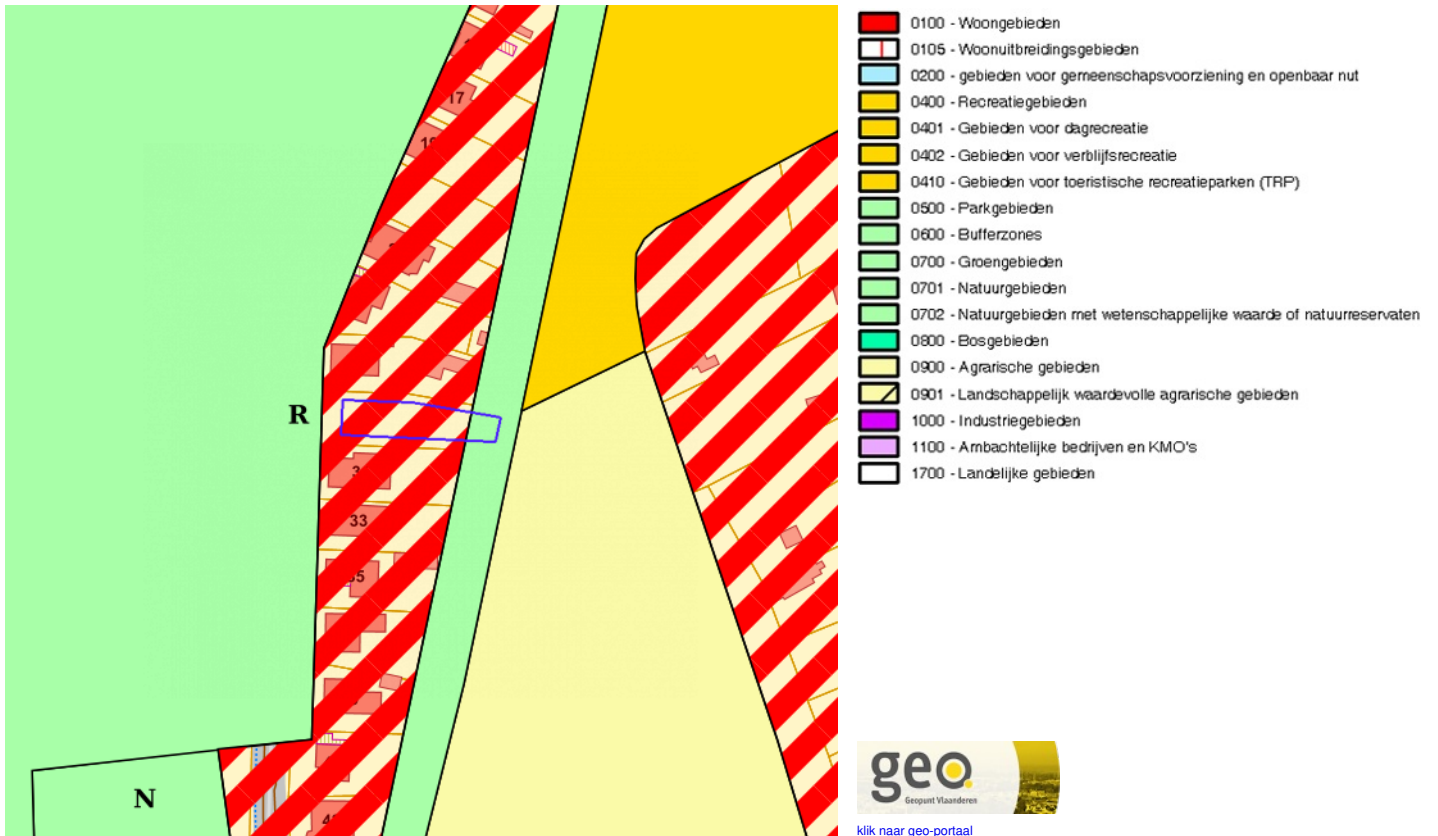 17
R
33
N
0100 - Woongebieden
0105 - Woonuitbreidingsgebieden
0200 - gebieden voor gemeenschapsvoorziening en openbaar nut
0400 - Recreatiegebieden
0401 - Gebieden voor dagrecreatie
0402 - Gebieden voor verblijfsrecreatie
0410 - Gebieden voor toeristische recreatieparken (TRP)
0500 - Parkgebieden
0600 - Bufferzones
0700 - Groengebieden
0701 - Natuurgebieden
0702 - Natuurgebieden met wetenschappelijke waarde of natuurreservaten
0800 - Bosgebieden
0900 - Agrarische gebieden
0901 - Landschappelijk waardevolle agrarische gebieden
1000 - Industriegebieden
1100 - Ambachtelijke bedrijven en KMO's
1700 - Landelijke gebieden
geo.
Geopunt Vlaanderen
klik naar geo-portaal